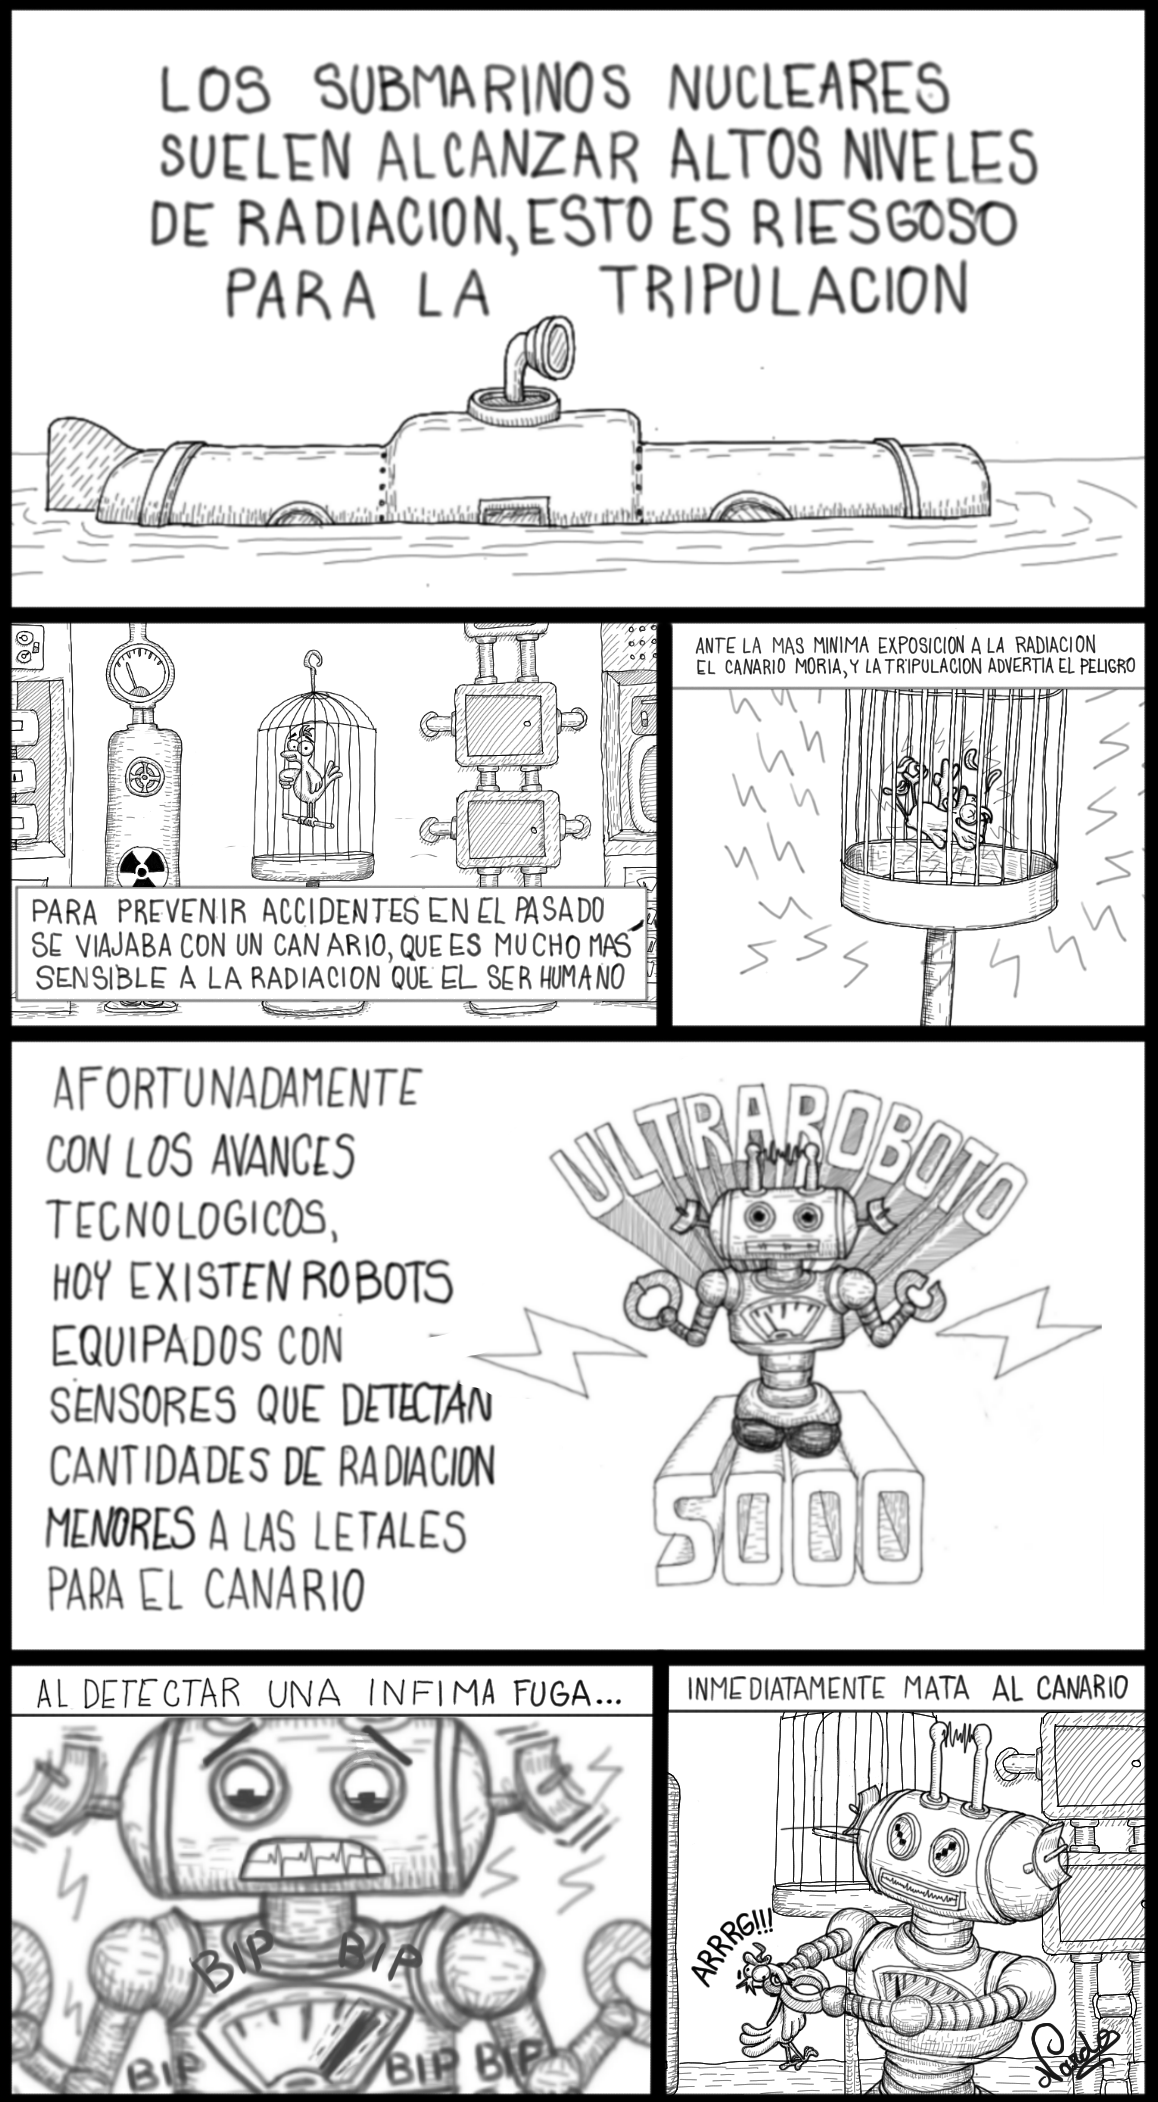 LOS SUBMARINOS NUCLEARES
SUELEN ALCANZAR ALTOS NIVELES
DE RADIACION, ESTO ES RIESGOSO
PARA LA TRIPULACION
PARA PREVENIR ACCIDENTES EN EL PASADO
SE VIAJABA CON UN CANARIO, QUE ES MUCHO MAS
SENSIBLE A LA RADIACION QUE EL SER HUMANO
ANTE LA MAS MINIMA EXPOSICION A LA RADIACION
EL CANARIO MORIA, Y LA TRIPULACION ADVERTIA EL PELIGRO
AFORTUNADAMENTE
CON LOS AVANCES
TECNOLOGICOS,
HOY EXISTEN ROBOTS
EQUIPADOS CON
SENSORES QUE DETECTAN
CANTIDADES DE RADIACION
MENORES A LAS LETALES
PARA EL CANARIO
ULTRAROBOTO
5000
AL DETECTAR UNA INFIMA FUGA...
BIP BIP
BIP BIP BIP
INMEDIATAMENTE MATA AL CANARIO
ARRRG!!!
Pardo